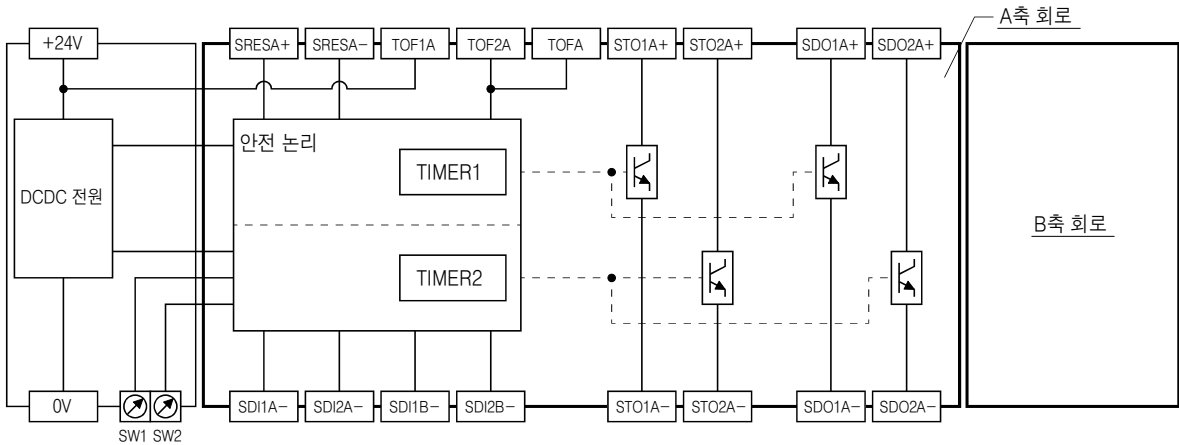 A축 회로
+24V
SRESA+ SRESA− TOF1A TOF2A TOFA STO1A+ STO2A+ SDO1A+ SDO2A+
안전 논리
TIMER1
DCDC 전원
B축 회로
TIMER2
0V
SDI1A− SDI2A− SDI1B− SDI2B− STO1A− STO2A− SDO1A− SDO2A−
SW1 SW2